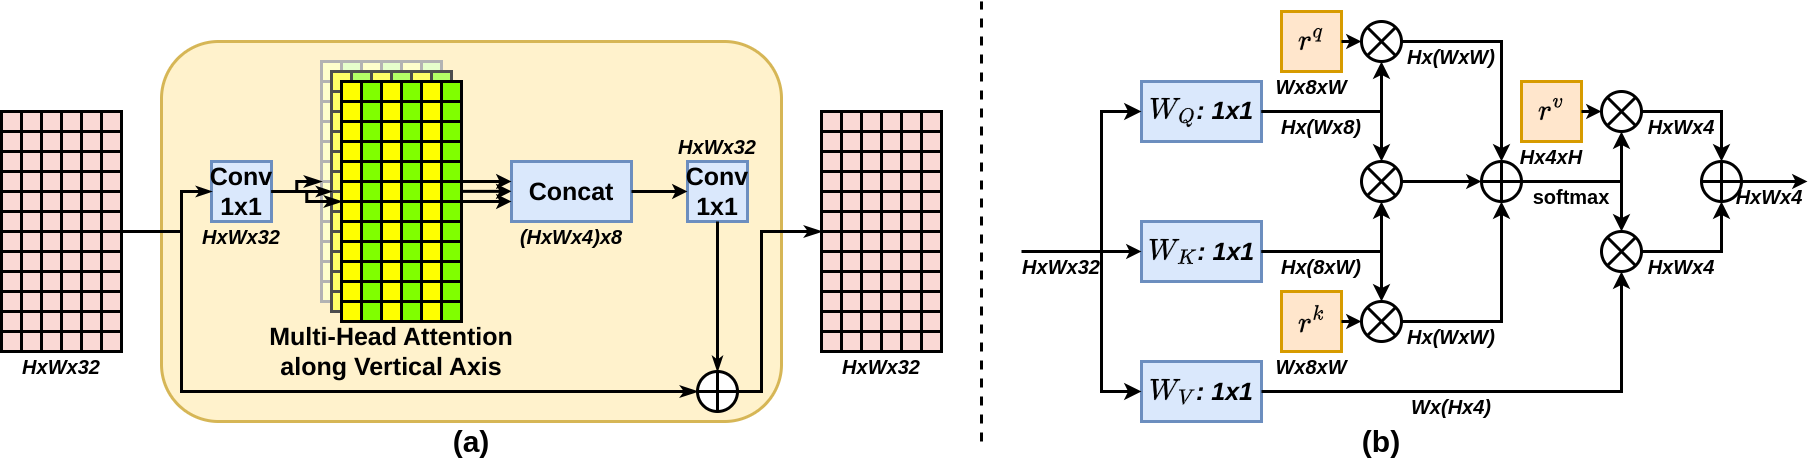 HxWx32
Conv
1x1
HxWx32
Multi-Head Attention
along Vertical Axis
Concat
(HxWx4)x8
HxWx32
Conv
1x1
HxWx32
(a)
HxWx32
W_Q: 1x1
Hx(Wx8)
r^q
Wx8xW
Hx(WxW)
W_K: 1x1
Hx(8xW)
r^k
Wx8xW
Hx(WxW)
W_V: 1x1
Wx(Hx4)
softmax
r^v
Hx4xH
HxWx4
HxWx4
HxWx4
(b)